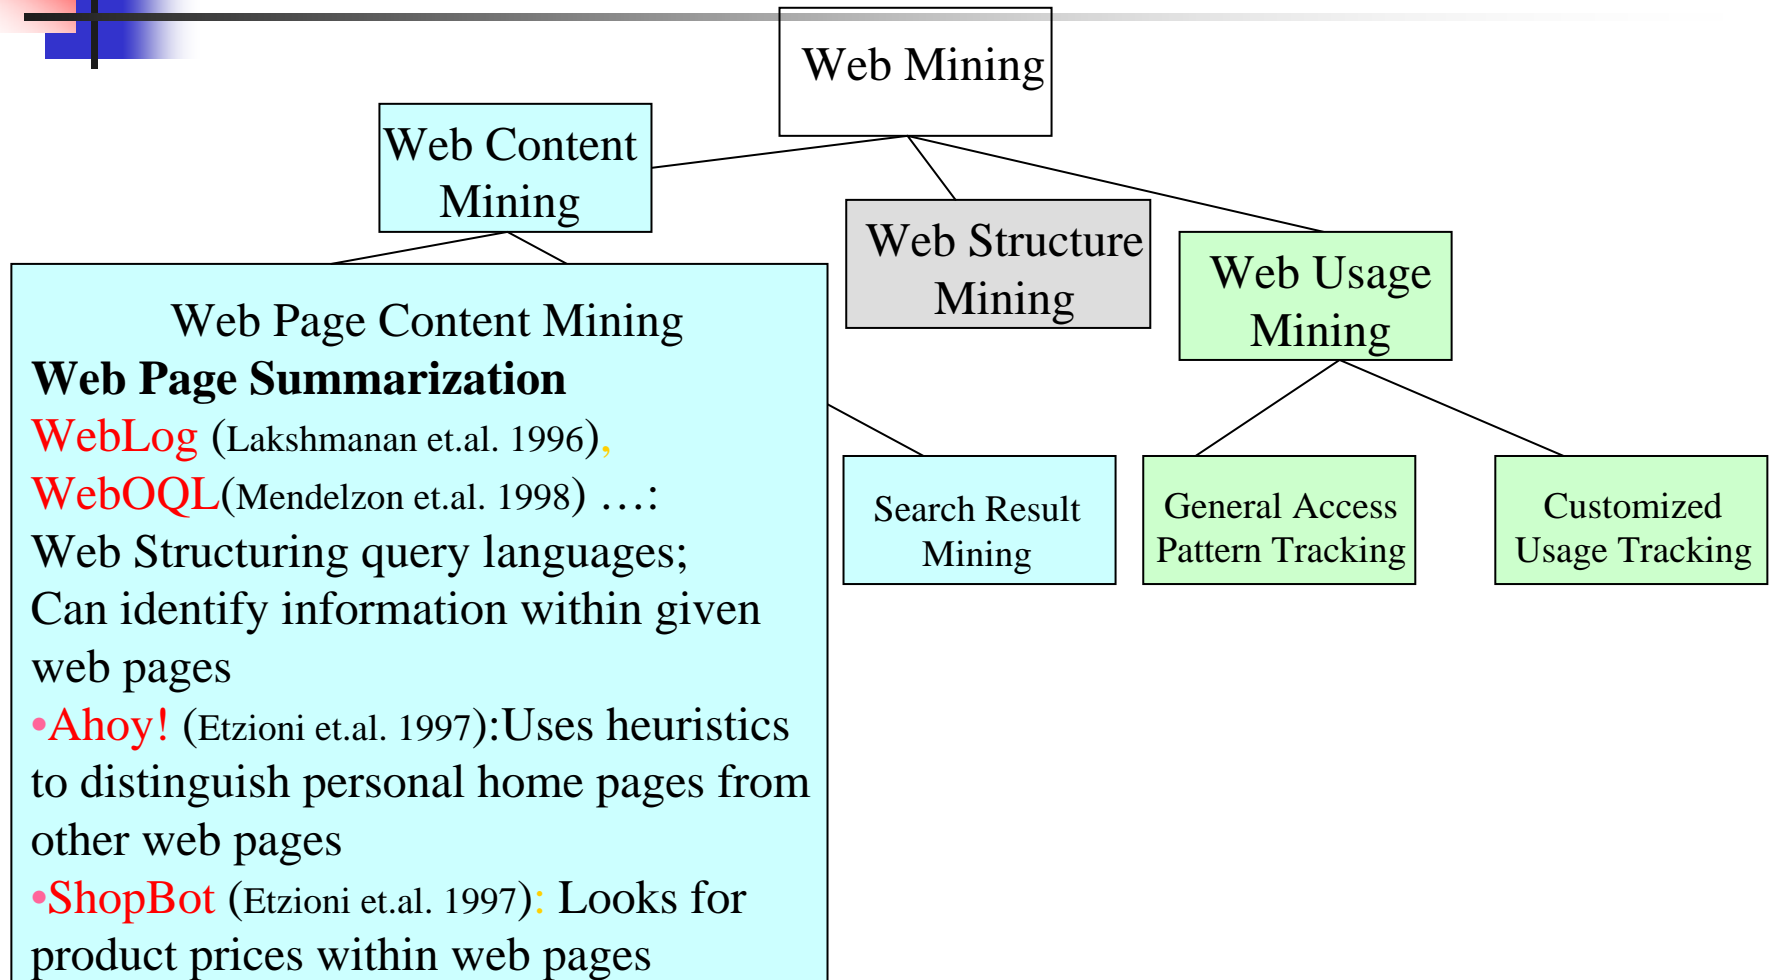 Web Mining
Web Content
Mining
Web Structure
Mining
Web Usage
Mining
Web Page Content Mining
Web Page Summarization
WebLog (Lakshmanan et.al. 1996),
WebOQL(Mendelzon et.al. 1998) …:
Web Structuring query languages;
Can identify information within given
web pages
•Ahoy! (Etzioni et.al. 1997):Uses heuristics
to distinguish personal home pages from
other web pages
•ShopBot (Etzioni et.al. 1997): Looks for
product prices within web pages
Search Result
Mining
General Access
Pattern Tracking
Customized
Usage Tracking